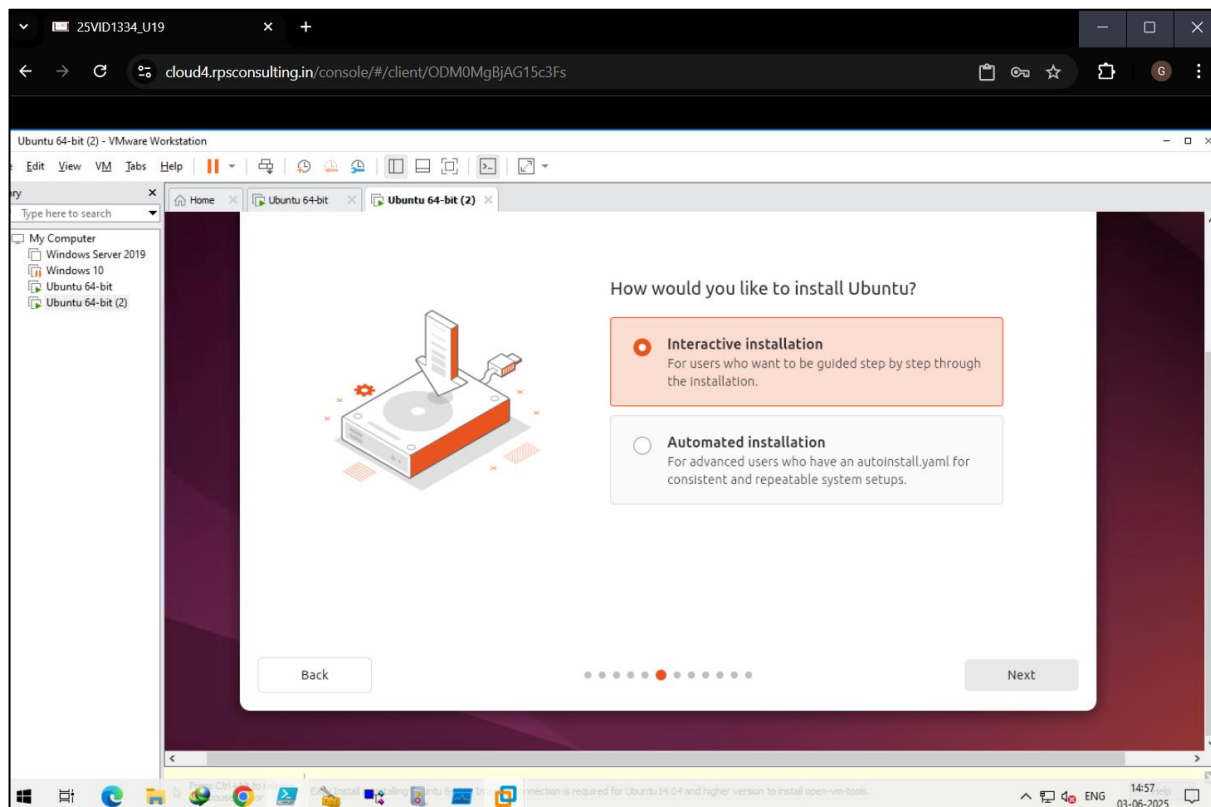 25VID1334_U19
cloud4.rpsconsulting.in/console/#/client/ODM0MgBjAG15c3Fs
G
Ubuntu 64-bit (2) - VMware Workstation
Edit View VM Tabs Help
ry
Type here to search
My Computer
Windows Server 2019
Windows 10
Ubuntu 64-bit
Ubuntu 64-bit (2)
Home
Ubuntu 64-bit
Ubuntu 64-bit (2)
How would you like to install Ubuntu?
Interactive installation
For users who want to be guided step by step through
the installation.
Automated installation
For advanced users who have an autoinstall.yaml for
consistent and repeatable system setups.
Back
Next
nection is required for Ubuntu14.04 and higher version to install open-vm-tools.
ENG
14:57
03-06-2025